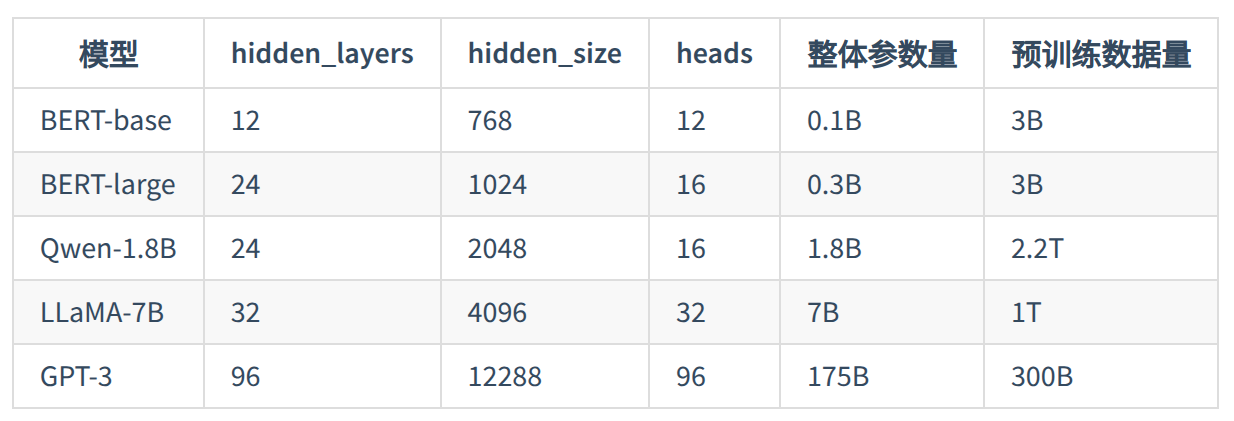 模型 hidden_layers hidden_size heads 整体参数量 预训练数据量
BERT-base 12 768 12 0.1B 3B
BERT-large 24 1024 16 0.3B 3B
Qwen-1.8B 24 2048 16 1.8B 2.2T
LLaMA-7B 32 4096 32 7B 1T
GPT-3 96 12288 96 175B 300B